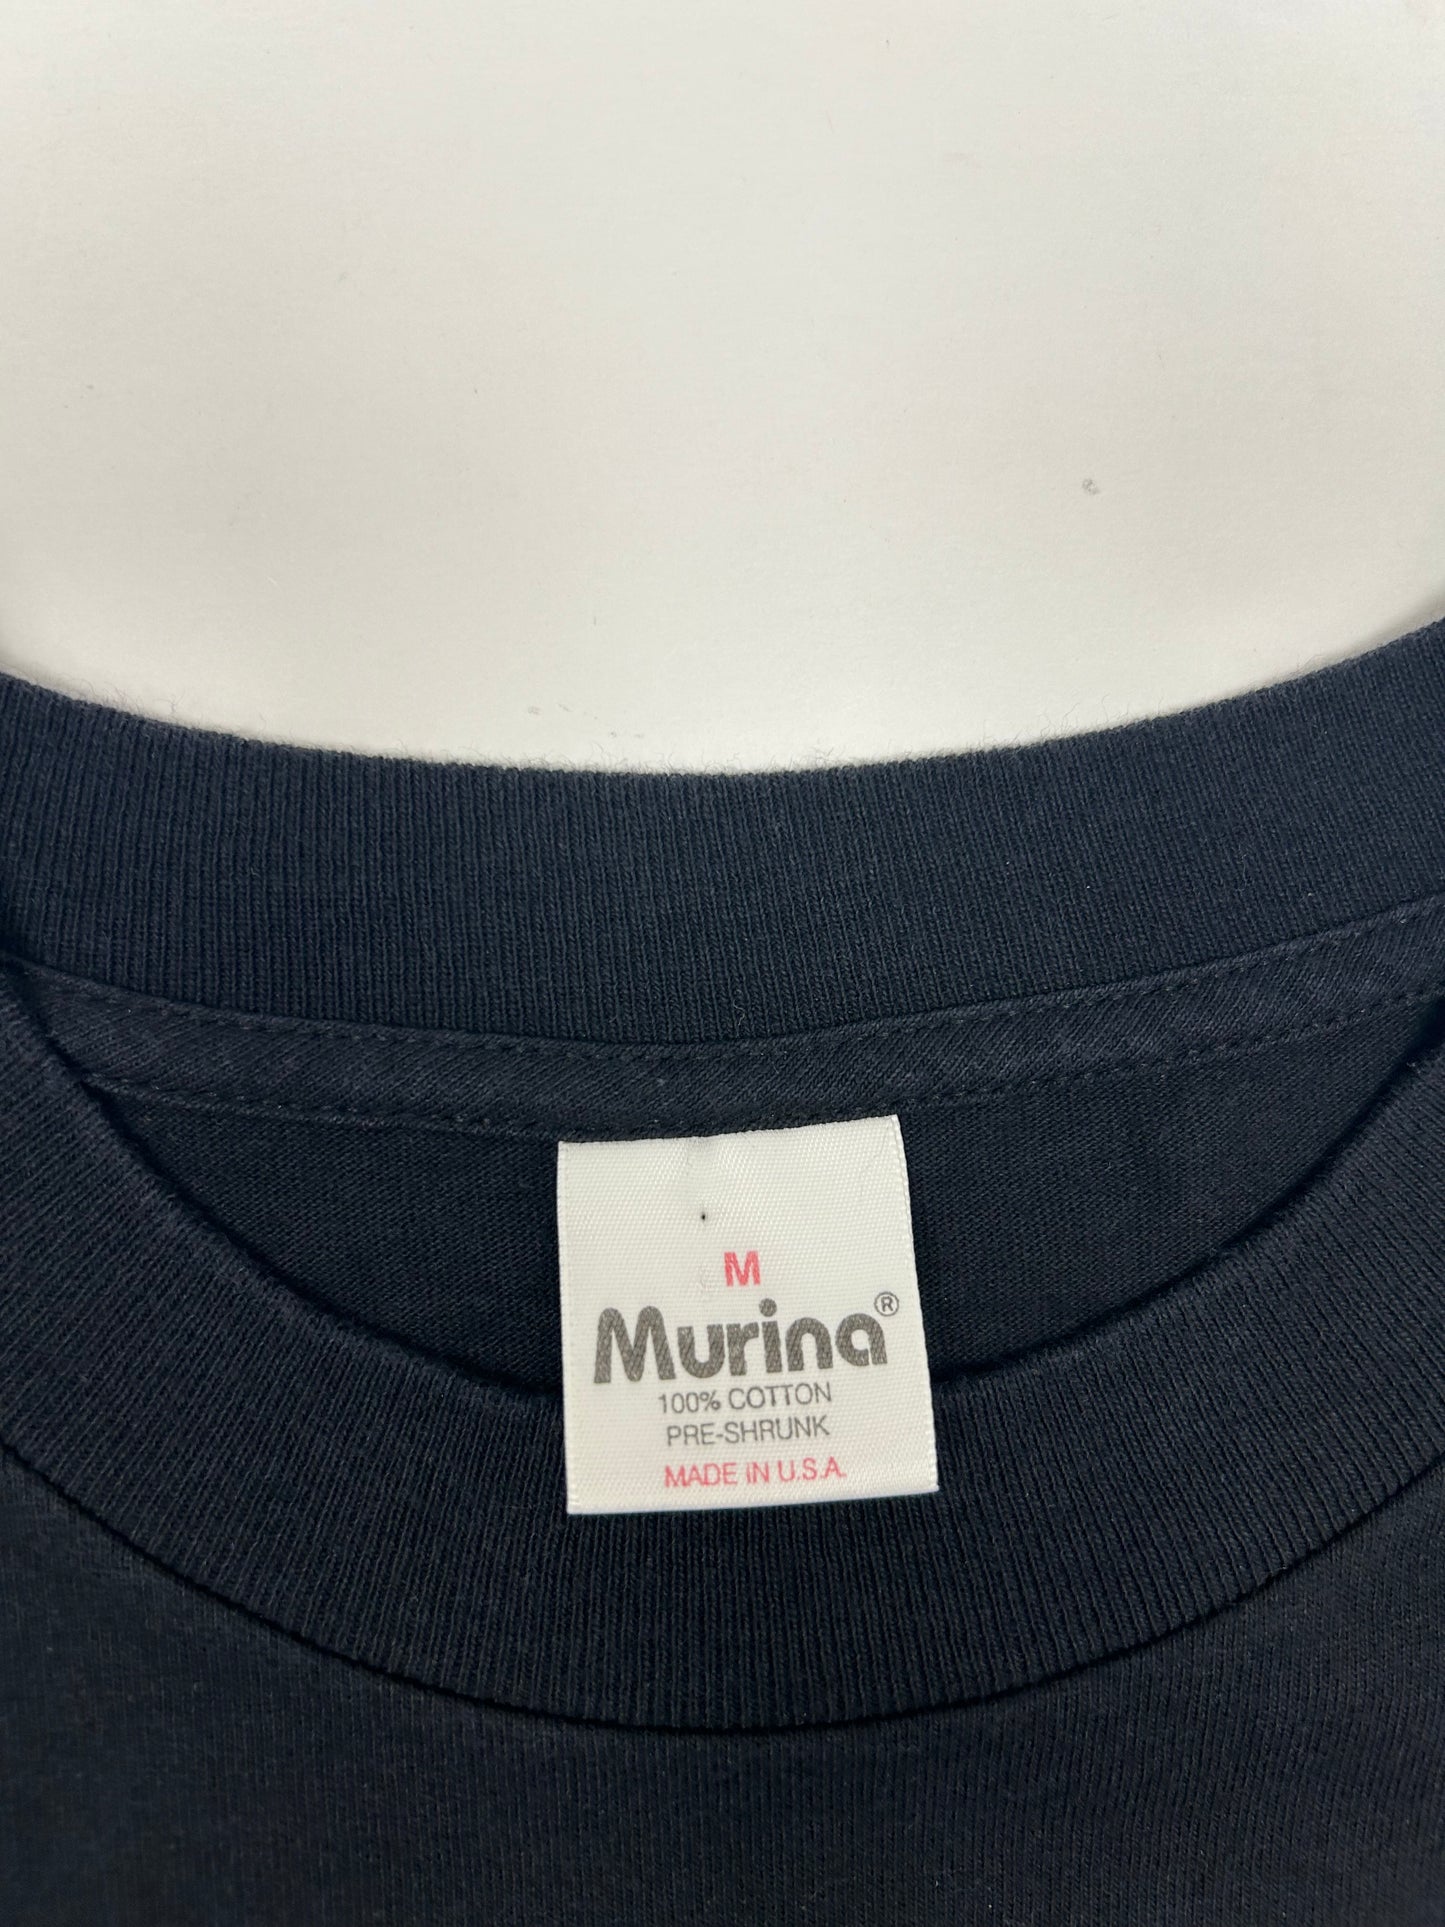 M
Murina®
100% COTTON
PRE-SHRUNK
MADE IN U.S.A.